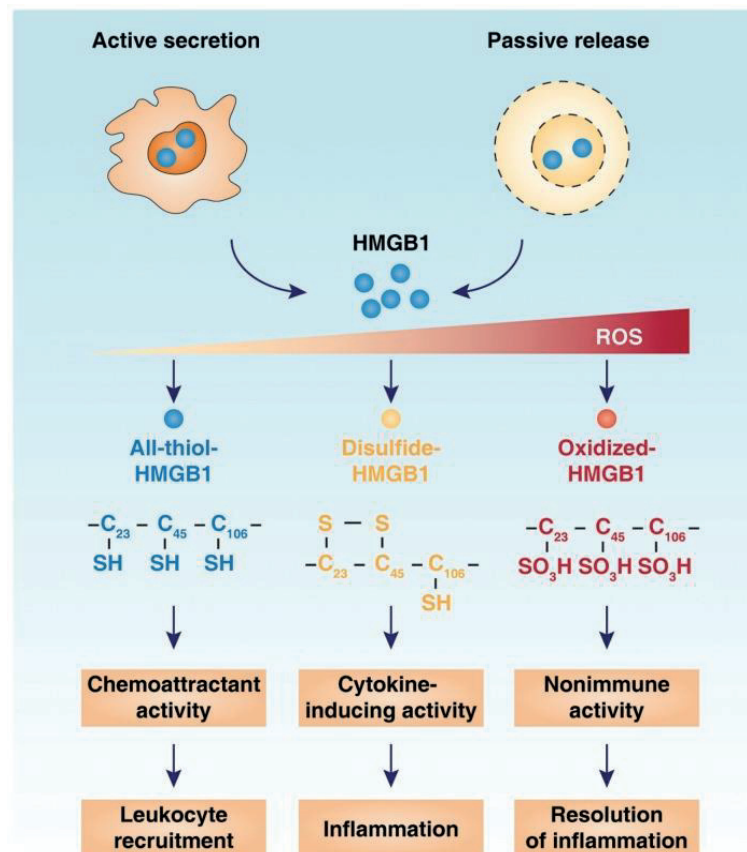 Active secretion
Passive release
HMGB1
ROS
All-thiol-
HMGB1
Disulfide-
HMGB1
Oxidized-
HMGB1
–C23 – C45 – C106 –
SH SH SH
S — S
–C23 – C45 – C106 –
SH
–C23 – C45 – C106 –
SO3H SO3H SO3H
Chemoattractant
activity
Cytokine-
inducing activity
Nonimmune
activity
Leukocyte
recruitment
Inflammation
Resolution
of inflammation